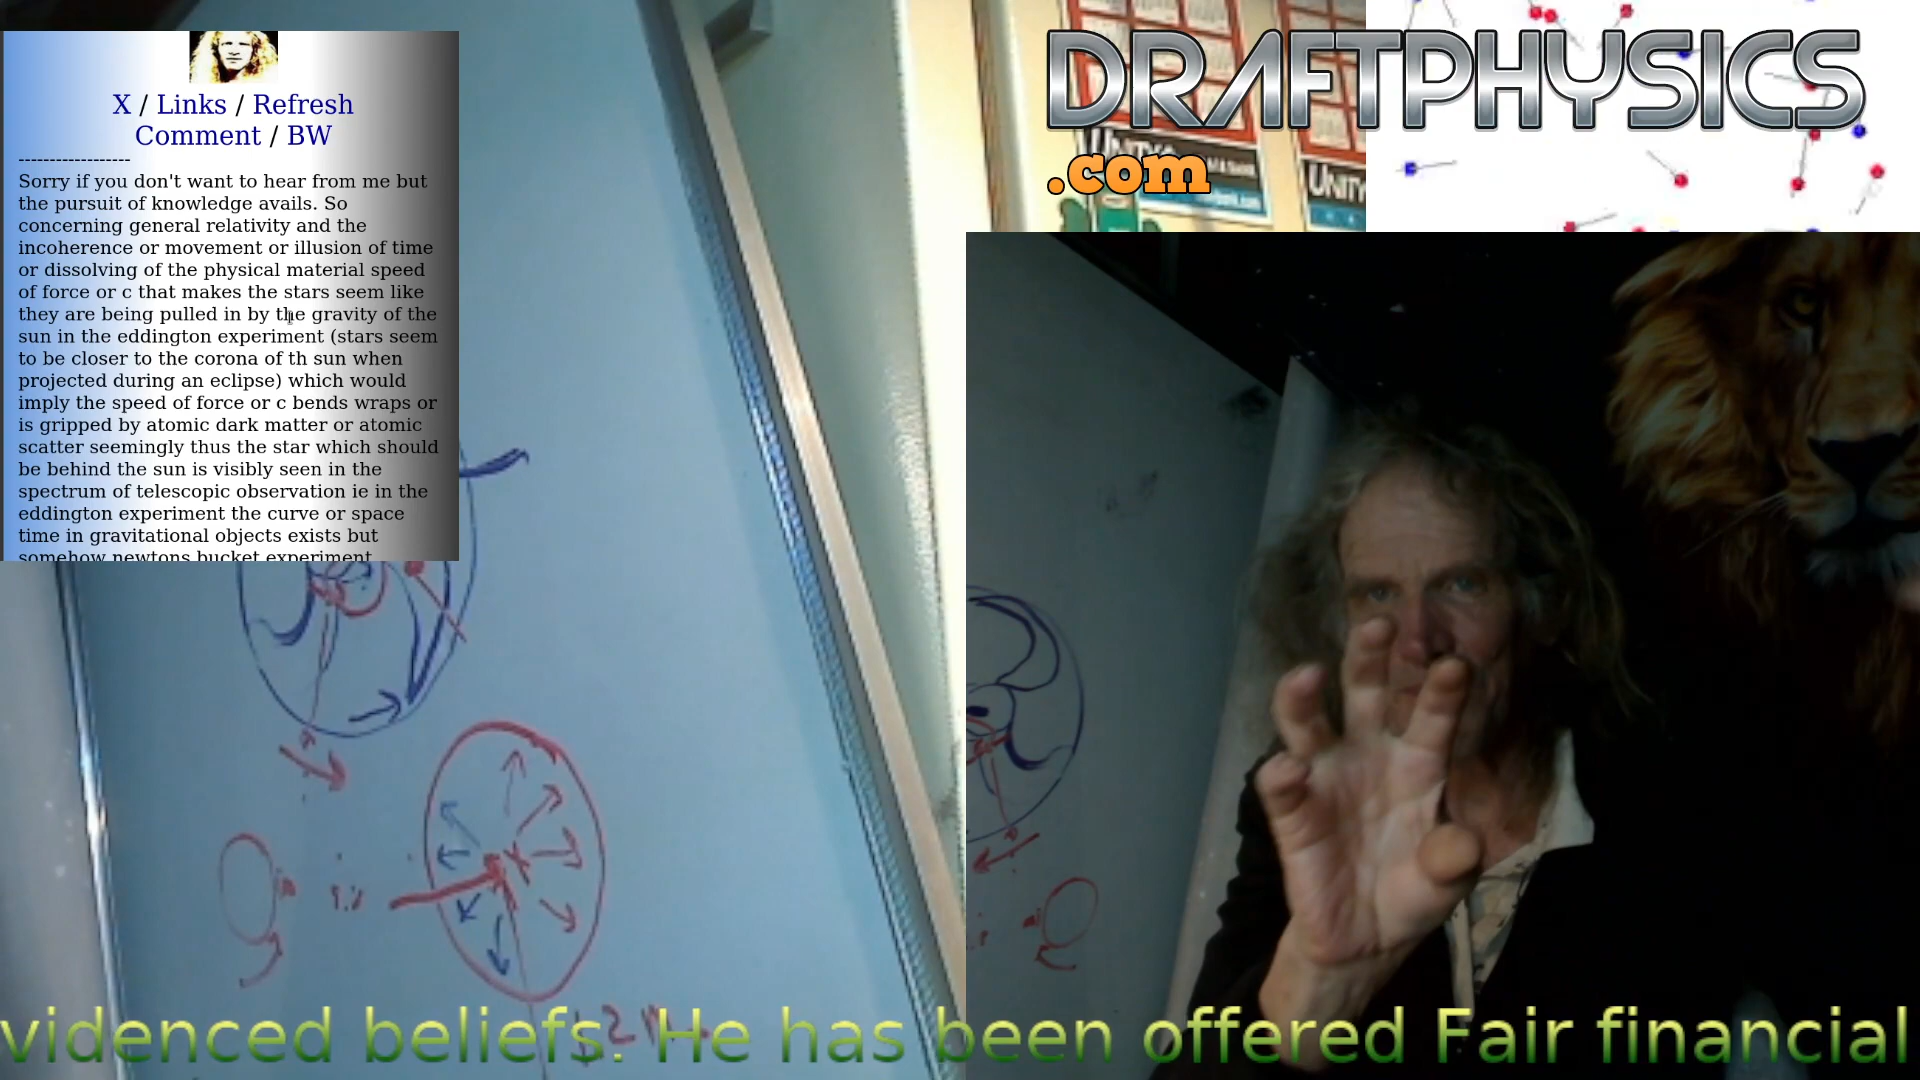 X / Links / Refresh
Comment / BW
------------------
Sorry if you don't want to hear from me but
the pursuit of knowledge avails. So
concerning general relativity and the
incoherence or movement or illusion of time
or dissolving of the physical material speed
of force or c that makes the stars seem like
they are being pulled in by the gravity of the
sun in the eddington experiment (stars seem
to be closer to the corona of th sun when
projected during an eclipse) which would
imply the speed of force or c bends wraps or
is gripped by atomic dark matter or atomic
scatter seemingly thus the star which should
be behind the sun is visibly seen in the
spectrum of telescopic observation ie in the
eddington experiment the curve or space
time in gravitational objects exists but
somehow newtons bucket experiment
DRAFTPHYSICS
.com
UNITY
UNITY
videnced beliefs. He has been offered Fair financial